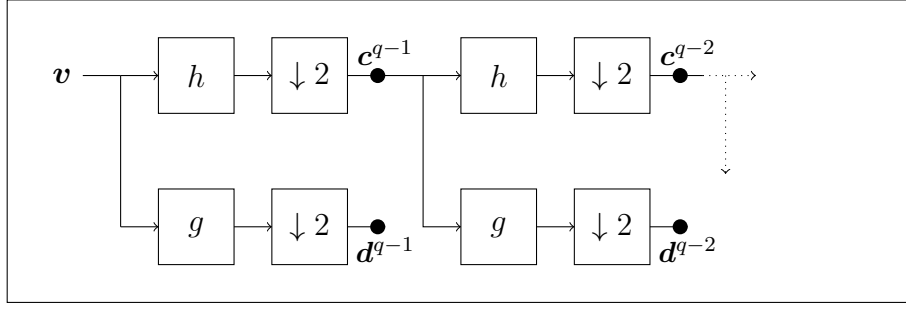 c^{q-1} c^{q-2}
v h ↓ 2 h ↓ 2
g ↓ 2 g ↓ 2
d^{q-1} d^{q-2}